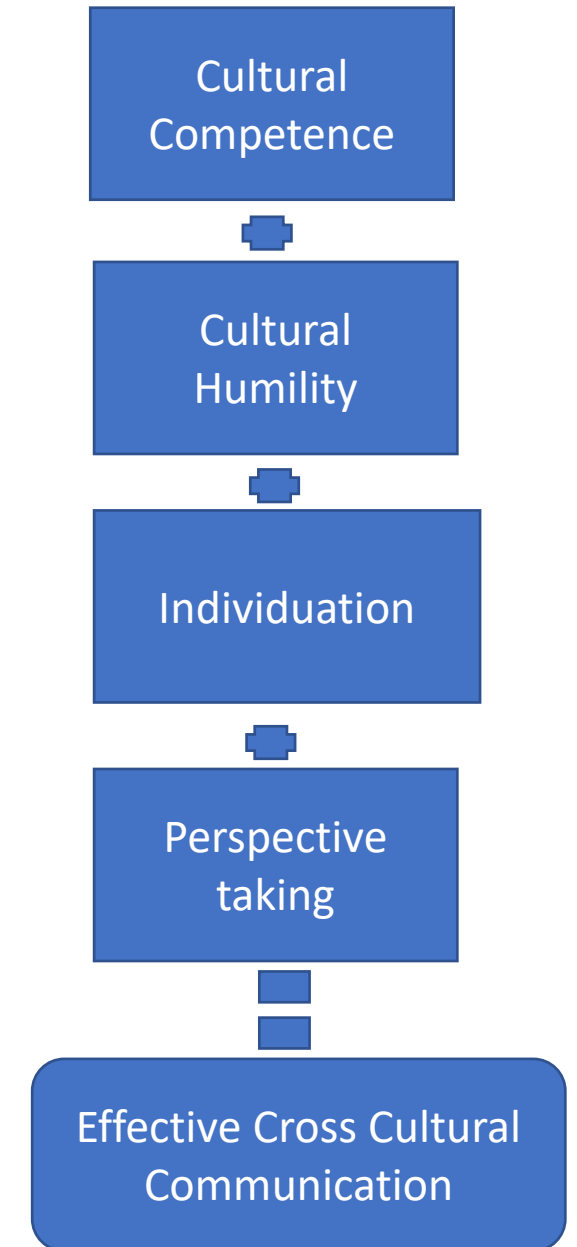 Cultural
Competence
Cultural
Humility
Individuation
Perspective
taking
Effective Cross Cultural
Communication